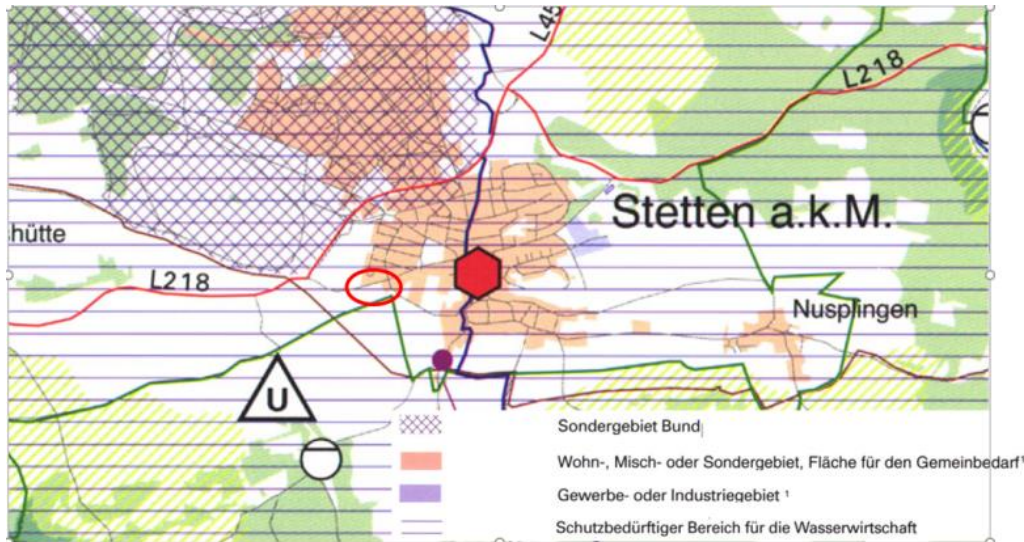 L218
Stetten a.k.M.
hütte
L218
Nusplingen
U
Sondergebiet Bund
Wohn-, Misch- oder Sondergebiet, Fläche für den Gemeinbedarf¹
Gewerbe- oder Industriegebiet ¹
Schutzbedürftiger Bereich für die Wasserwirtschaft